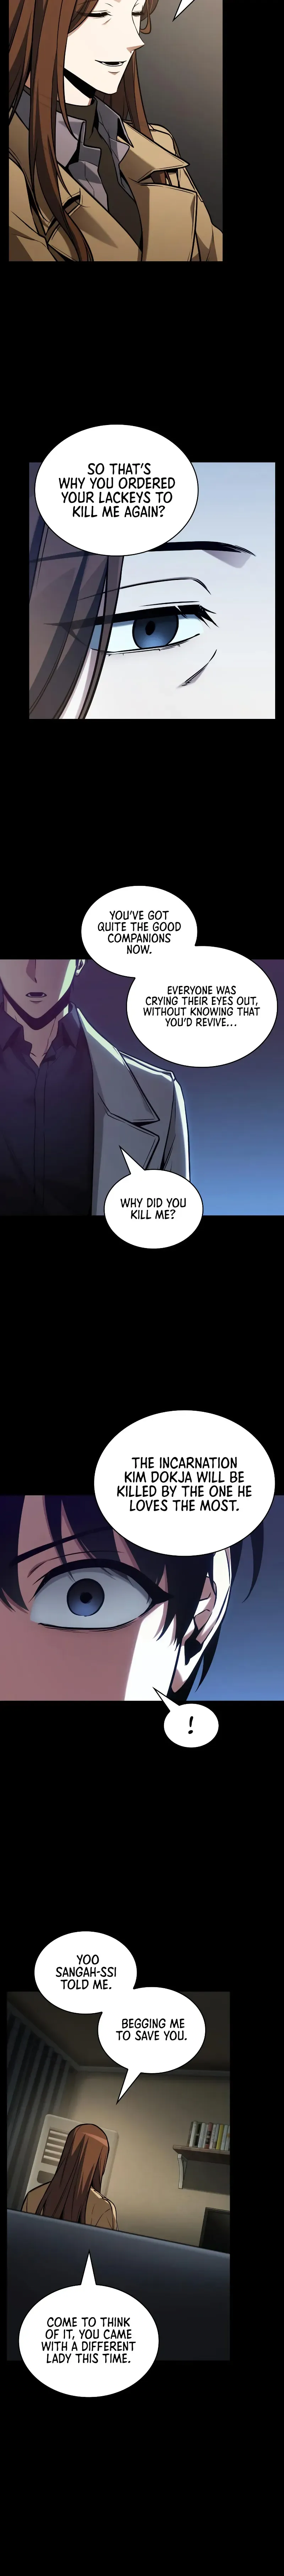 SO THAT'S
WHY YOU ORDERED
YOUR LACKEYS TO
KILL ME AGAIN?
YOU'VE GOT
QUITE THE GOOD
COMPANIONS
NOW.
EVERYONE WAS
CRYING THEIR EYES OUT,
WITHOUT KNOWING THAT
YOU'D REVIVE...
WHY DID YOU
KILL ME?
THE INCARNATION
KIM DOKJA WILL BE
KILLED BY THE ONE HE
LOVES THE MOST.
!
YOO
SANGAH-SSI
TOLD ME.
BEGGING ME
TO SAVE YOU.
COME TO THINK
OF IT, YOU CAME
WITH A DIFFERENT
LADY THIS TIME.